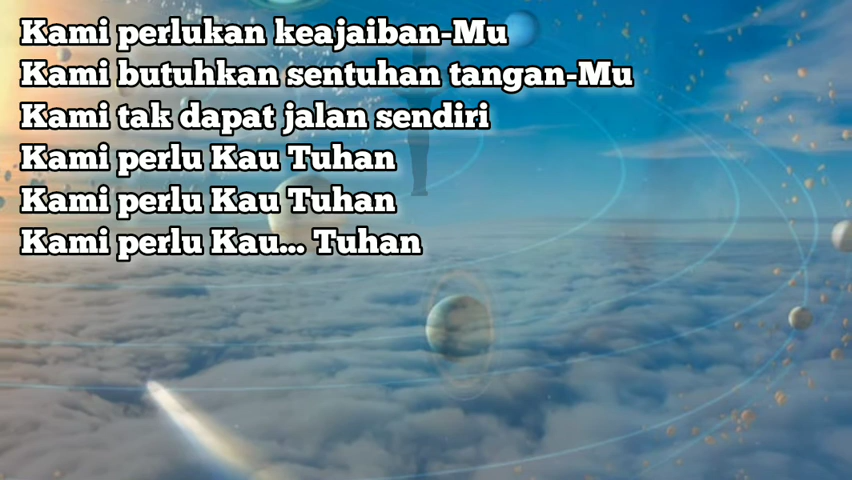 Kami perlukan keajaiban-Mu
Kami butuhkan sentuhan tangan-Mu
Kami tak dapat jalan sendiri
Kami perlu Kau Tuhan
Kami perlu Kau Tuhan
Kami perlu Kau... Tuhan